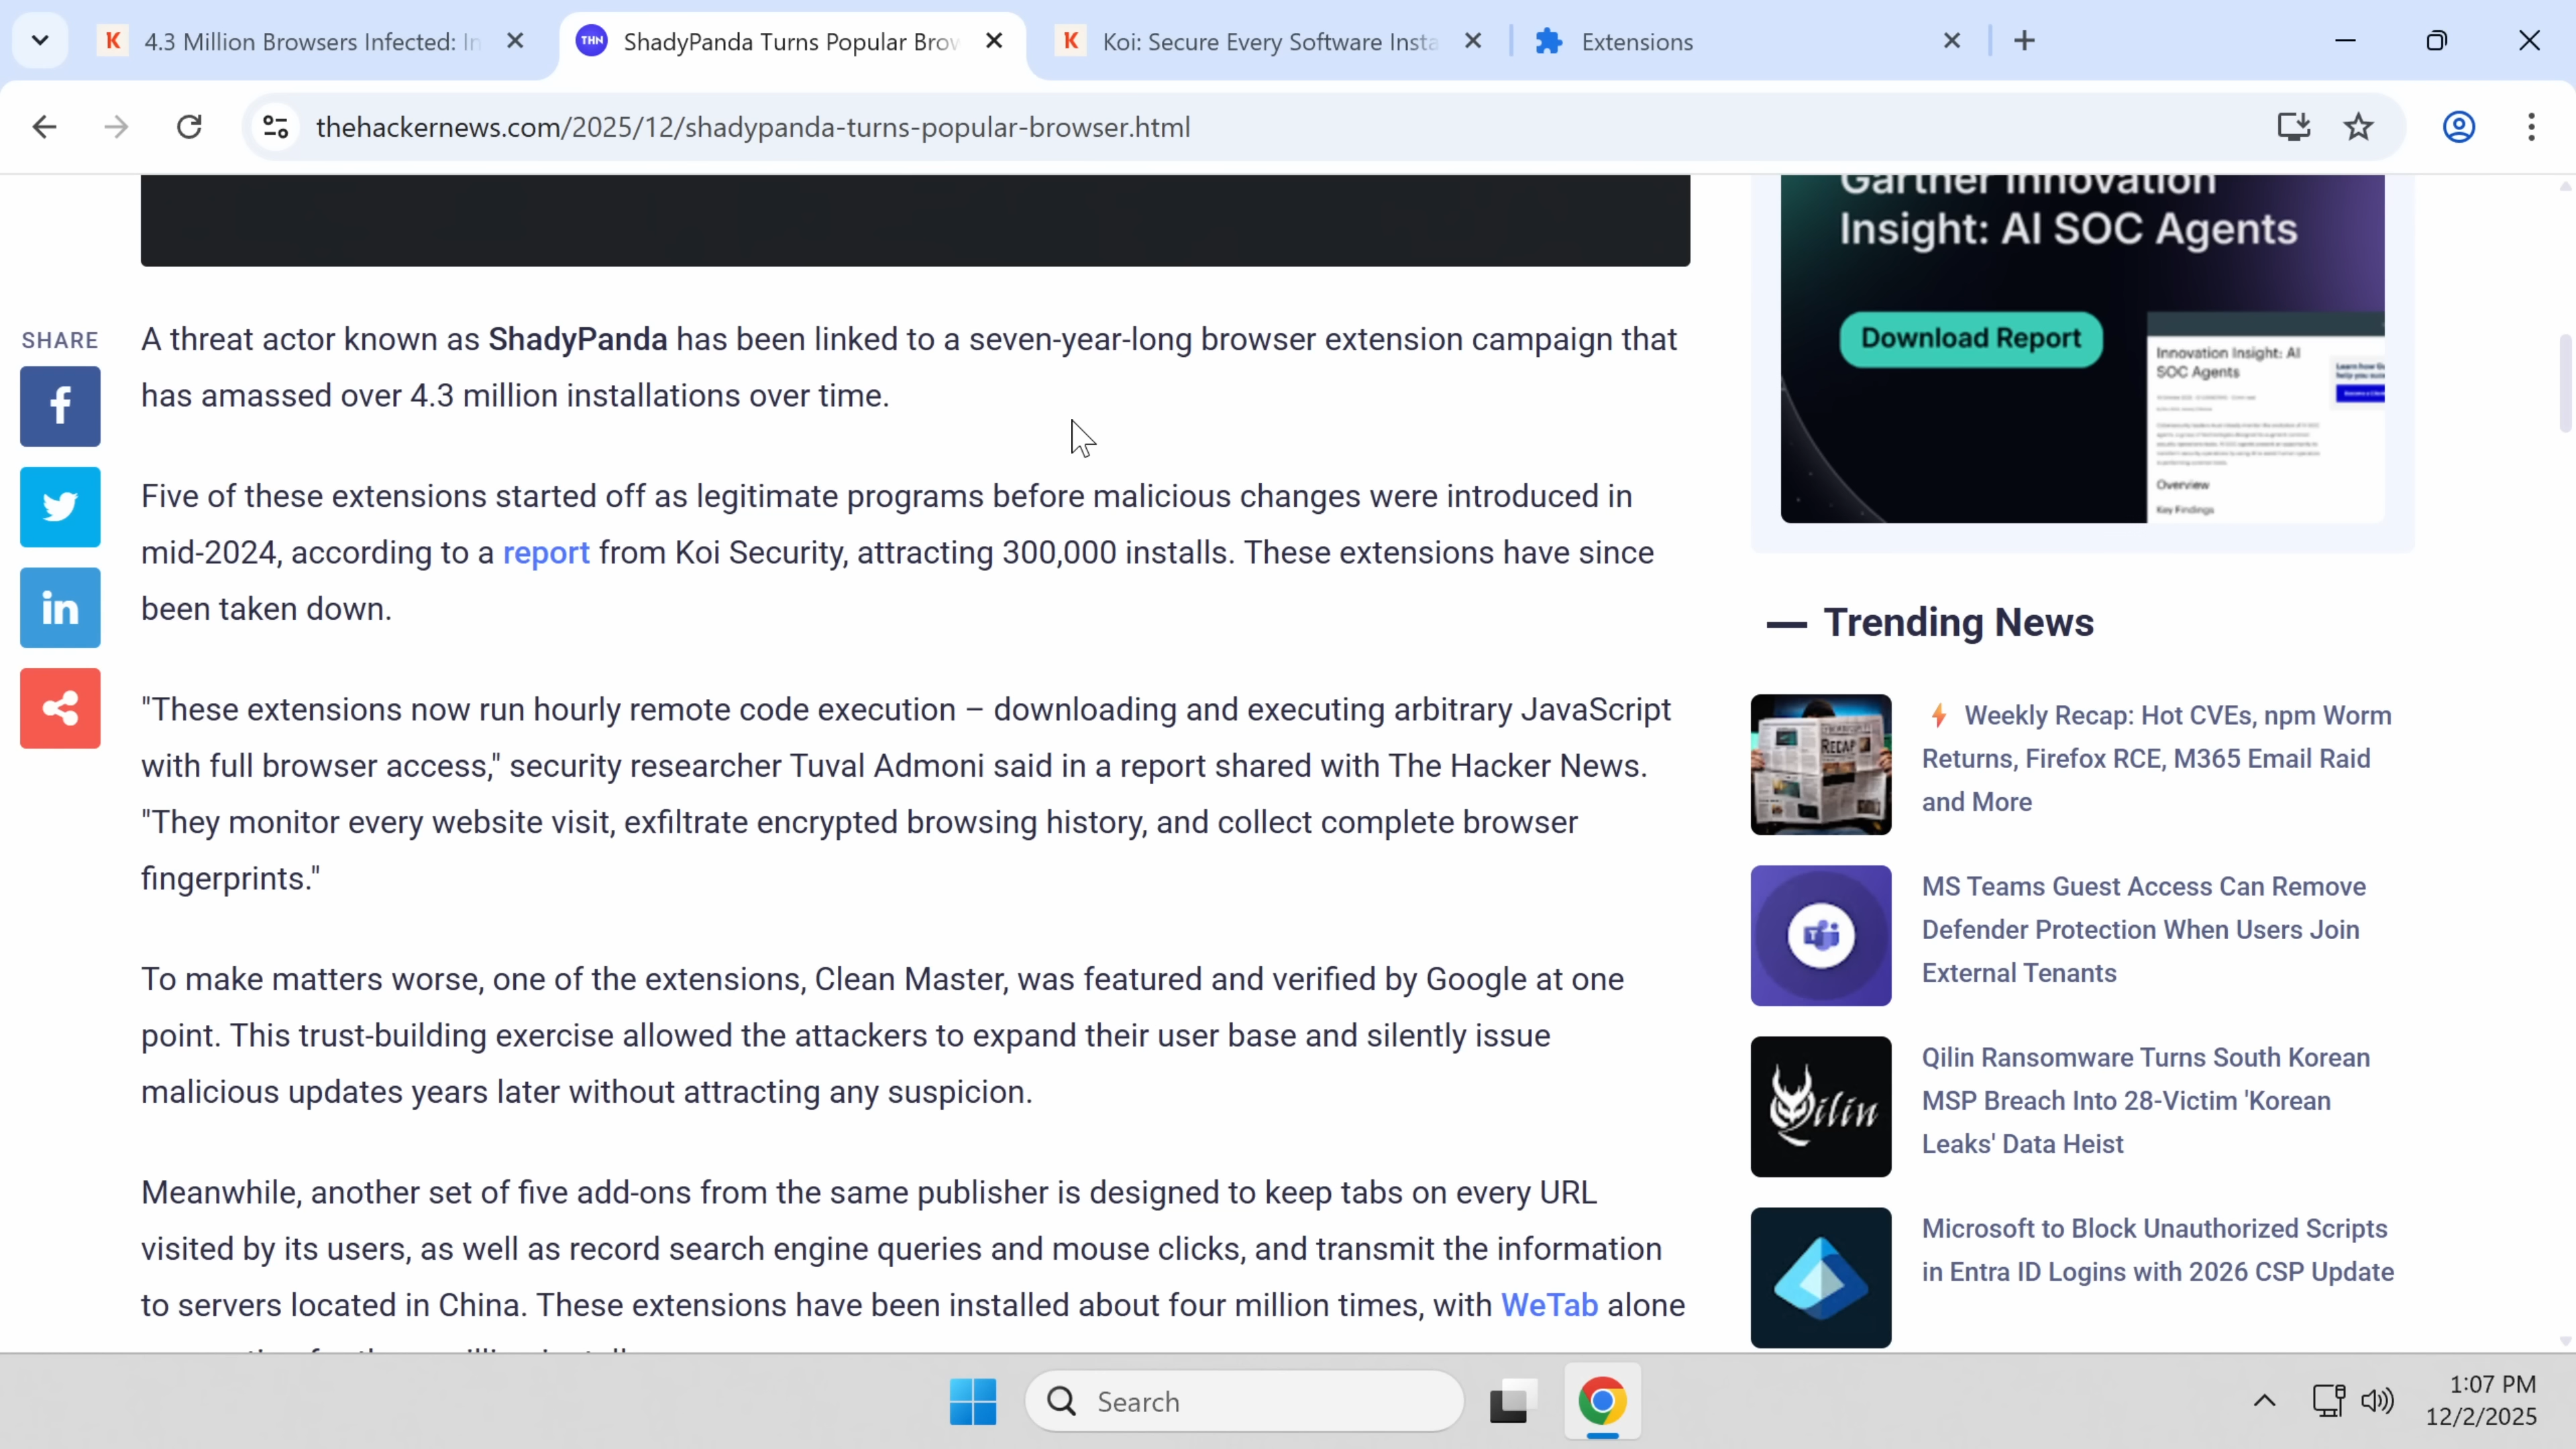 K 4.3 Million Browsers Infected: In
THN ShadyPanda Turns Popular Brow
K Koi: Secure Every Software Insta
Extensions
thehackernews.com/2025/12/shadypanda-turns-popular-browser.html
Gartner Innovation
Insight: AI SOC Agents
Download Report
Innovation Insight: AI
SOC Agents
Overview
Key Findings
SHARE
A threat actor known as ShadyPanda has been linked to a seven-year-long browser extension campaign that
has amassed over 4.3 million installations over time.
Five of these extensions started off as legitimate programs before malicious changes were introduced in
mid-2024, according to a report from Koi Security, attracting 300,000 installs. These extensions have since
been taken down.
"These extensions now run hourly remote code execution – downloading and executing arbitrary JavaScript
with full browser access," security researcher Tuval Admoni said in a report shared with The Hacker News.
"They monitor every website visit, exfiltrate encrypted browsing history, and collect complete browser
fingerprints."
To make matters worse, one of the extensions, Clean Master, was featured and verified by Google at one
point. This trust-building exercise allowed the attackers to expand their user base and silently issue
malicious updates years later without attracting any suspicion.
Meanwhile, another set of five add-ons from the same publisher is designed to keep tabs on every URL
visited by its users, as well as record search engine queries and mouse clicks, and transmit the information
to servers located in China. These extensions have been installed about four million times, with WeTab alone
Trending News
RECAP
Weekly Recap: Hot CVEs, npm Worm
Returns, Firefox RCE, M365 Email Raid
and More
MS Teams Guest Access Can Remove
Defender Protection When Users Join
External Tenants
Qilin
Qilin Ransomware Turns South Korean
MSP Breach Into 28-Victim 'Korean
Leaks' Data Heist
Microsoft to Block Unauthorized Scripts
in Entra ID Logins with 2026 CSP Update
Search
1:07 PM
12/2/2025